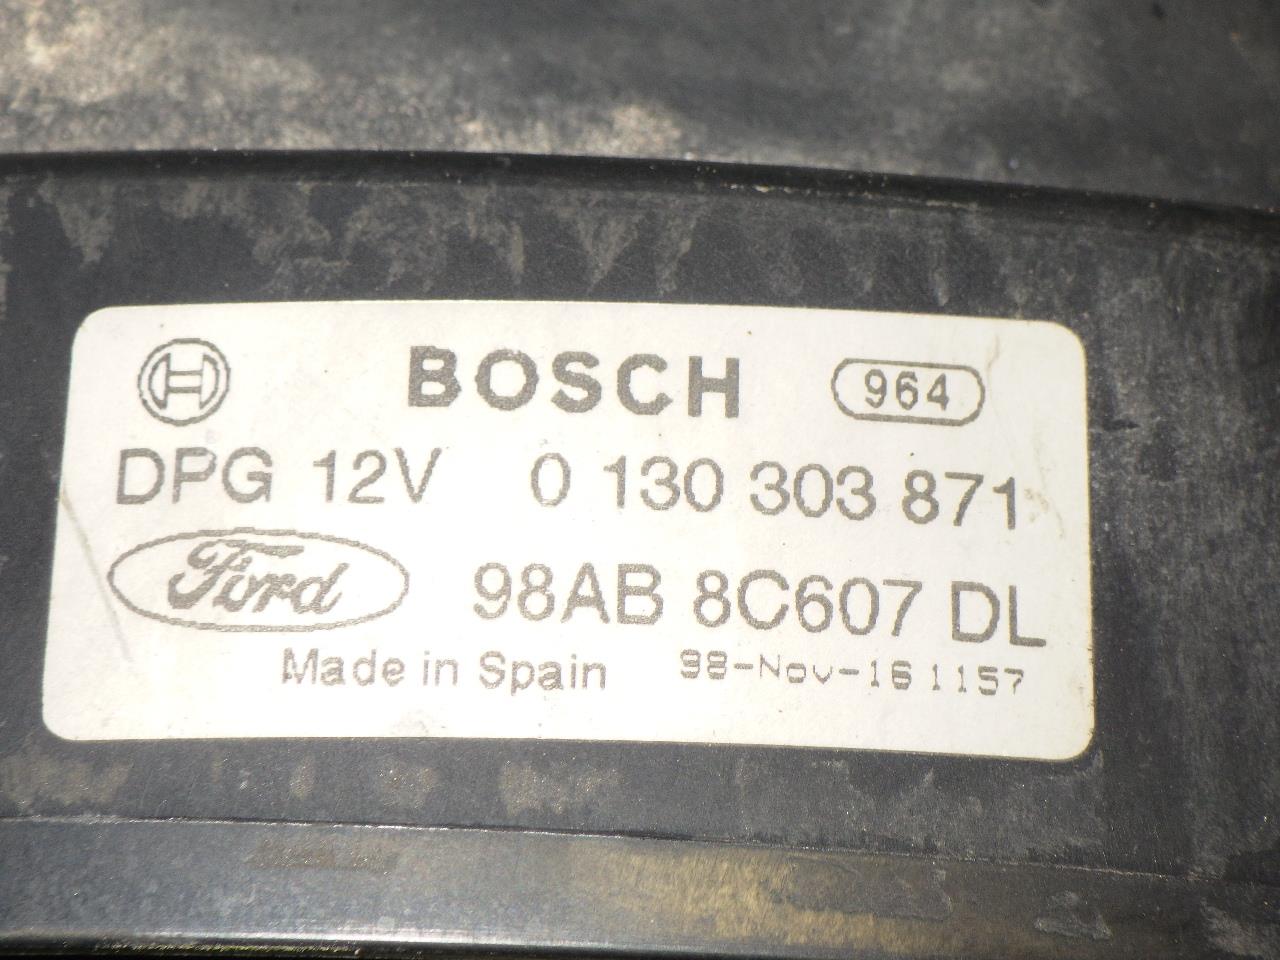 BOSCH 964
DPG 12V 0 130 303 871
Ford 98AB 8C607 DL
Made in Spain 98-Nov-16 1157